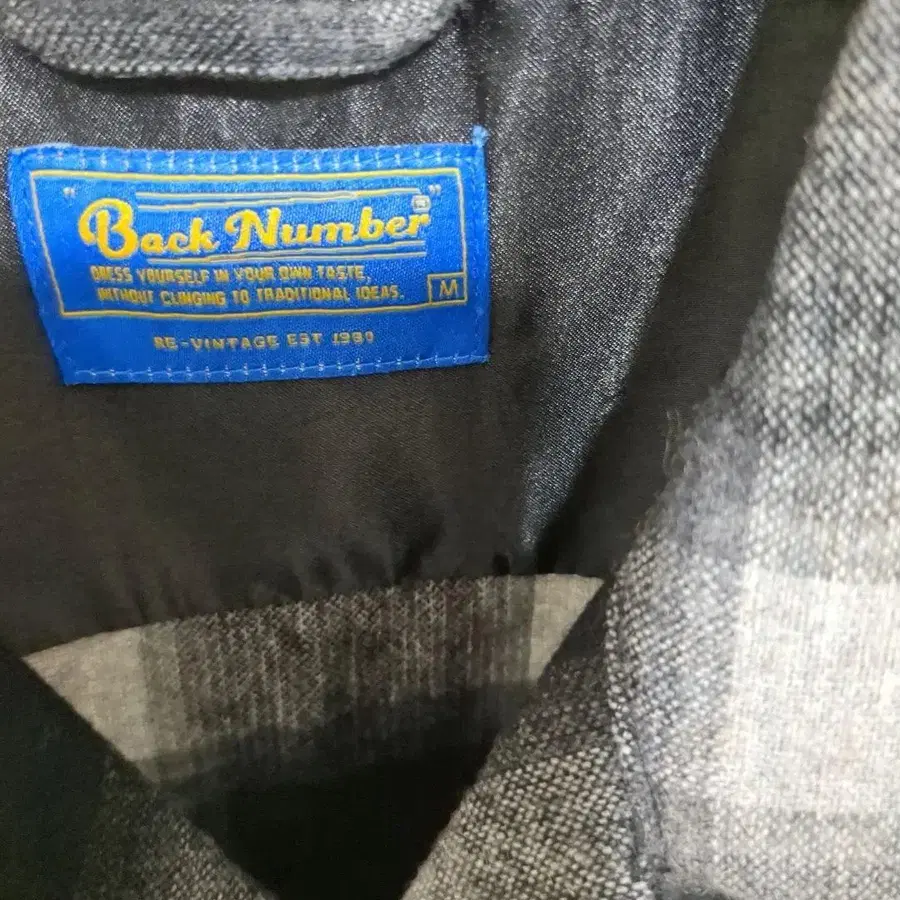 "Back Number"®
DRESS YOURSELF IN YOUR OWN TASTE,
WITHOUT CLINGING TO TRADITIONAL IDEAS.
M
RE-VINTAGE EST 1990